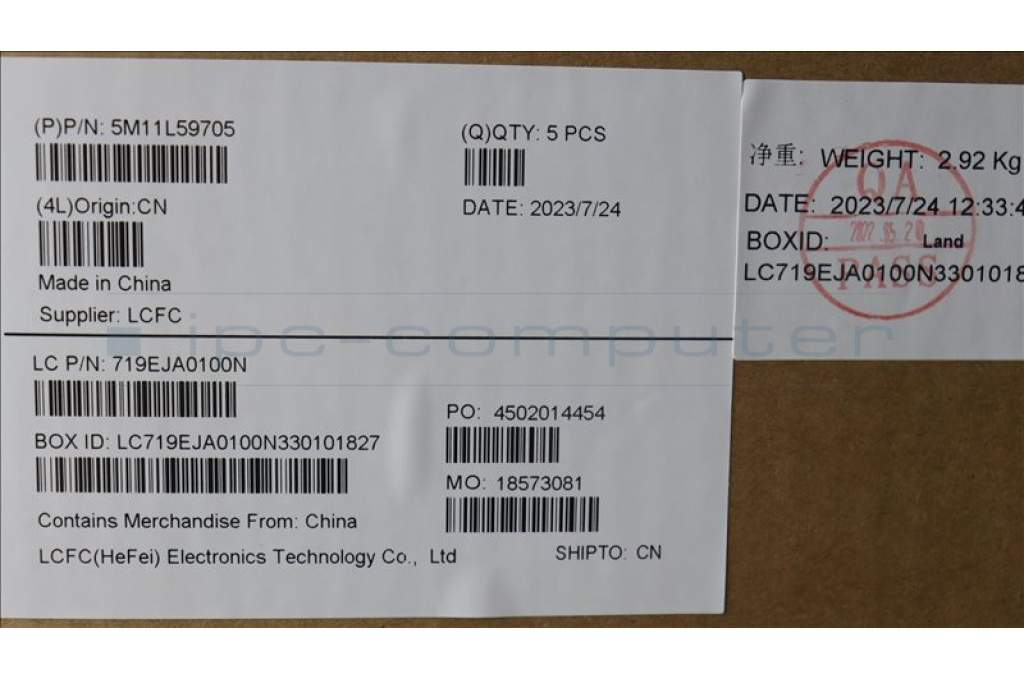 (P)P/N: 5M11L59705
(Q)QTY: 5 PCS
(4L)Origin:CN
DATE: 2023/7/24
Made in China
Supplier: LCFC
LC P/N: 719EJA0100N
PO: 4502014454
BOX ID: LC719EJA0100N330101827
MO: 18573081
Contains Merchandise From: China
LCFC(HeFei) Electronics Technology Co., Ltd
SHIPTO: CN
净重: WEIGHT: 2.92 Kg
DATE: 2023/7/24 12:33:4
BOXID: Land
LC719EJA0100N3301018
QA
PASS
ipc-computer